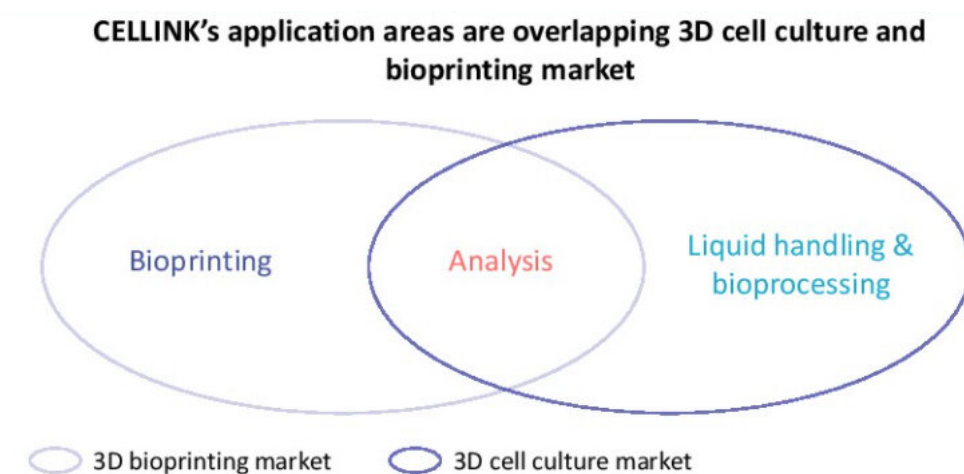 CELLINK's application areas are overlapping 3D cell culture and
bioprinting market
Bioprinting
Analysis
Liquid handling &
bioprocessing
3D bioprinting market
3D cell culture market